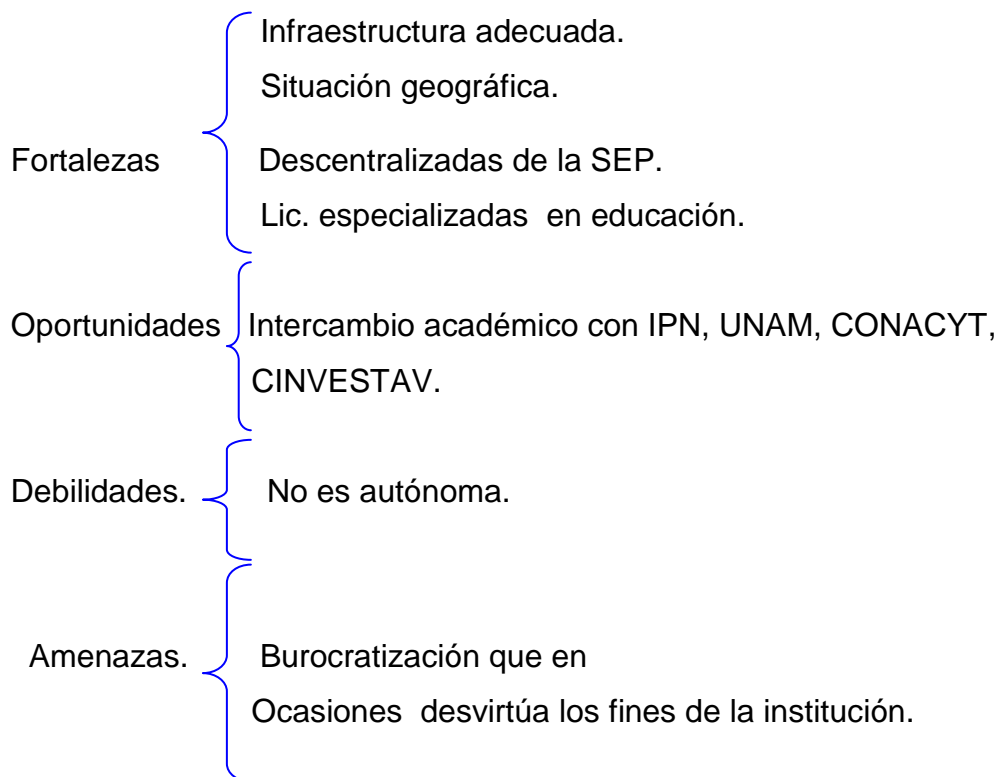 Infraestructura adecuada.
Situación geográfica.
Fortalezas Descentralizadas de la SEP.
Lic. especializadas en educación.
Oportunidades Intercambio académico con IPN, UNAM, CONACYT,
CINVESTAV.
Debilidades. No es autónoma.
Amenazas. Burocratización que en
Ocasiones desvirtúa los fines de la institución.